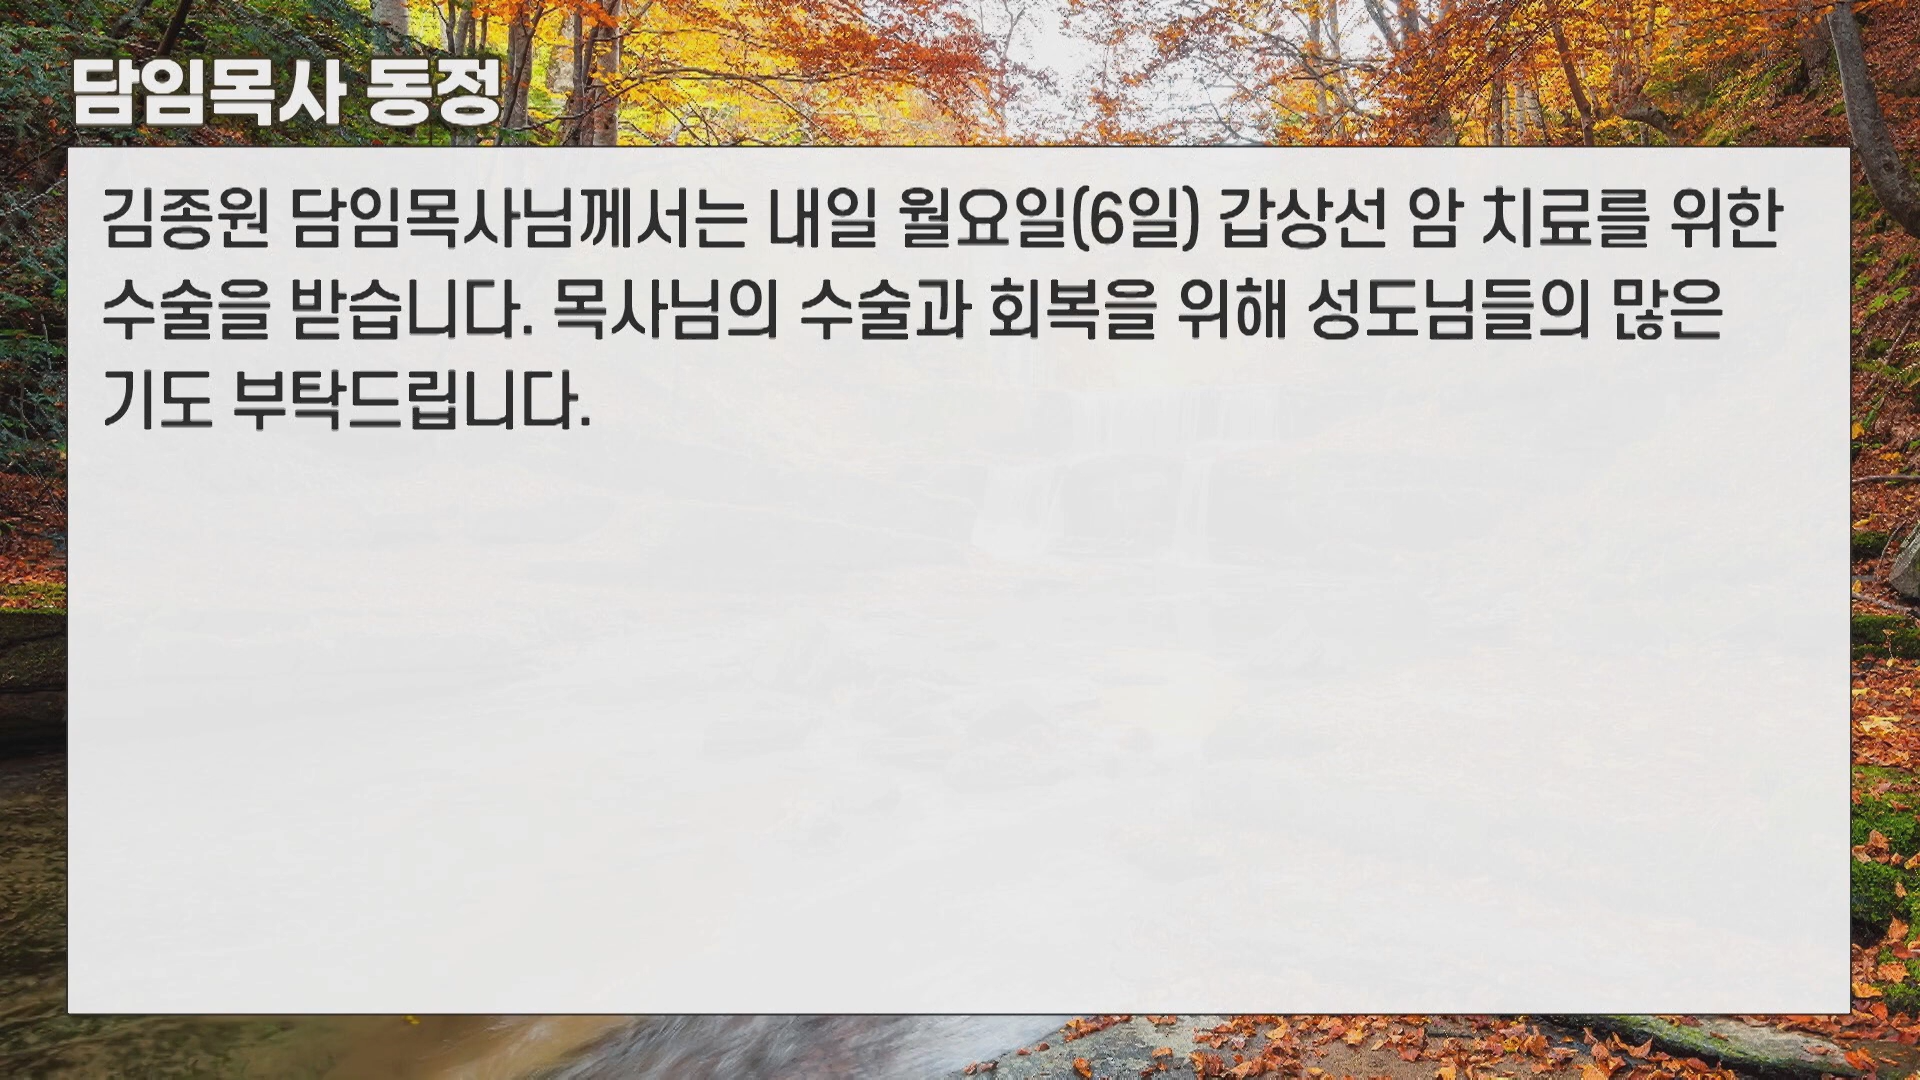 담임목사 동정
김종원 담임목사님께서는 내일 월요일(6일) 갑상선 암 치료를 위한
수술을 받습니다. 목사님의 수술과 회복을 위해 성도님들의 많은
기도 부탁드립니다.